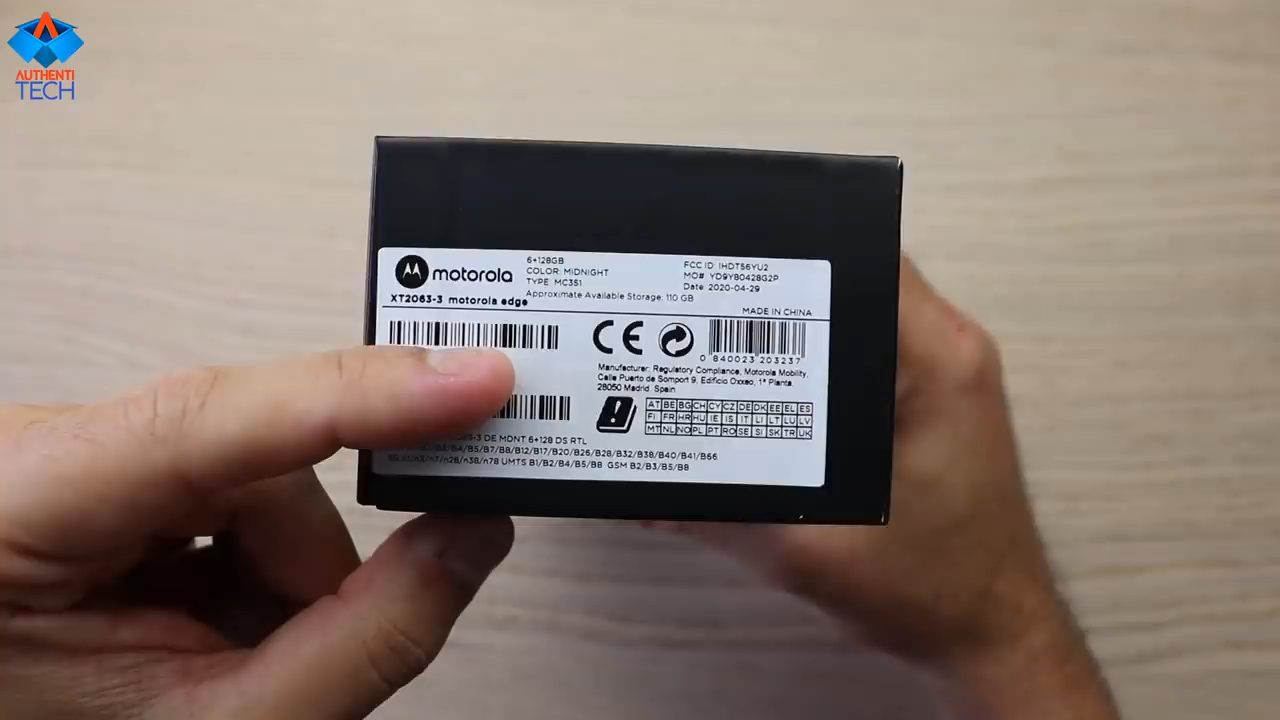 AUTHENTI
TECH
motorola
6+128GB
COLOR: MIDNIGHT
TYPE: MC351
Approximate Available Storage: 110 GB
FCC ID: IHDT56YU2
MO# YD9Y80428G2P
Date: 2020-04-29
XT2063-3 motorola edge
MADE IN CHINA
CE
0 840023 203237
Manufacturer: Regulatory Compliance, Motorola Mobility,
Calle Puerto de Somport 9, Edificio Oxxeo, 1ª Planta,
28050 Madrid. Spain
AT BE BG CH CY CZ DE DK EE EL ES
FI FR HR HU IE IS IT LI LT LU LV
MT NL NO PL PT RO SE SI SK TR UK
DE MDNT 6+128 DS RTL
/B4/B5/B7/B8/B12/B17/B20/B26/B28/B32/B38/B40/B41/B66
/n7/n28/n38/n78 UMTS B1/B2/B4/B5/B8 GSM B2/B3/B5/B8